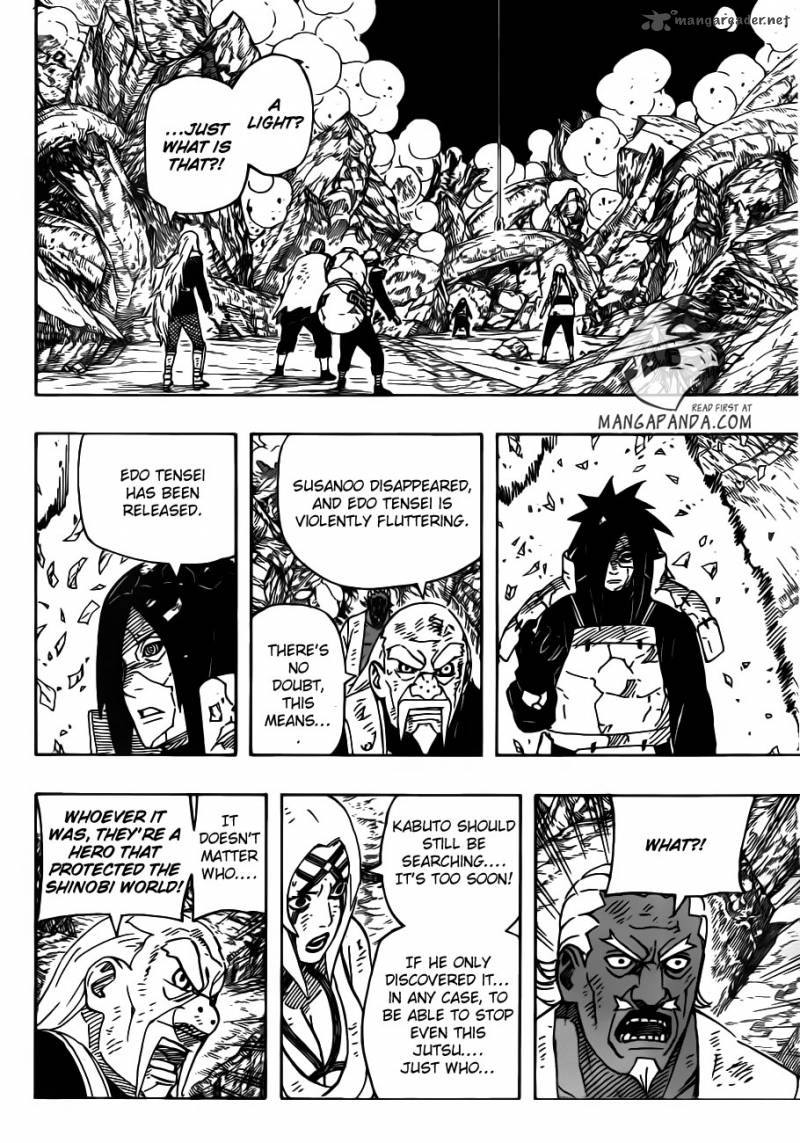 mangareader.net
A
LIGHT?
...JUST
WHAT IS
THAT?!
READ FIRST AT
MANGAPANDA.COM
SUSANOO DISAPPEARED,
AND EDO TENSEI IS
VIOLENTLY FLUTTERING.
THERE'S
NO
DOUBT,
THIS
MEANS...
EDO TENSEI
HAS BEEN
RELEASED.
WHAT?!
KABUTO SHOULD
STILL BE
SEARCHING....
IT'S TOO SOON!
IF HE ONLY
DISCOVERED IT...
IN ANY CASE, TO
BE ABLE TO STOP
EVEN THIS
JUTSU....
JUST WHO...
IT
DOESN'T
MATTER
WHO....
WHOEVER IT
WAS, THEY'RE A
HERO THAT
PROTECTED THE
SHINOBI WORLD!